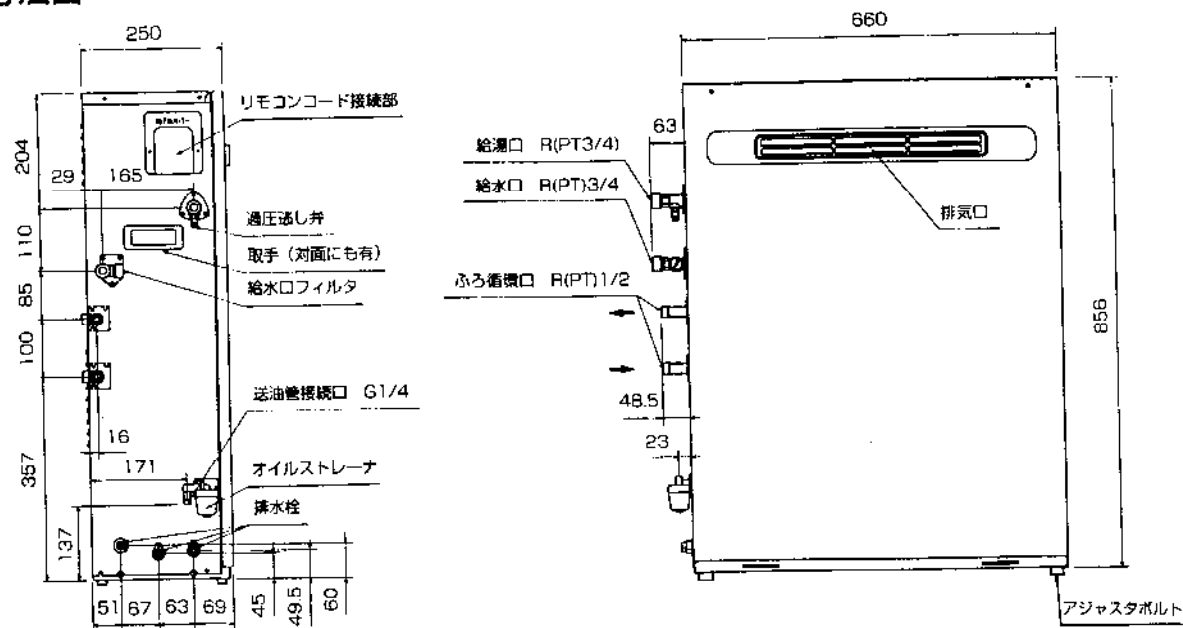 250
リモコンコード接続部
204
29
165
過圧逃し弁
110
取手（対面にも有）
給水口フィルタ
85
100
送油管接続口 G1/4
16
171
オイルストレーナ
357
排水栓
137
51
67
63
69
45
49.5
60
660
63
給湯口 R(PT3/4)
給水口 R(PT)3/4
排気口
ふろ循環口 R(PT)1/2
856
48.5
23
アジャスタボルト